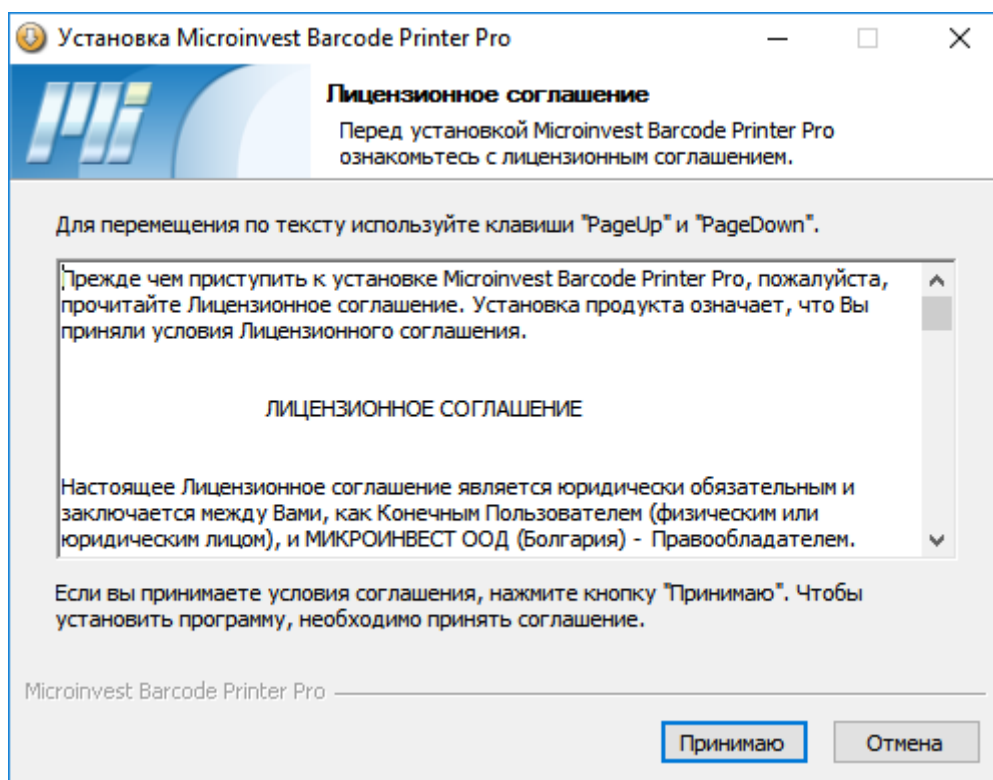 Установка Microinvest Barcode Printer Pro
Лицензионное соглашение
Перед установкой Microinvest Barcode Printer Pro
ознакомьтесь с лицензионным соглашением.
Для перемещения по тексту используйте клавиши "PageUp" и "PageDown".
Прежде чем приступить к установке Microinvest Barcode Printer Pro, пожалуйста,
прочитайте Лицензионное соглашение. Установка продукта означает, что Вы
приняли условия Лицензионного соглашения.
ЛИЦЕНЗИОННОЕ СОГЛАШЕНИЕ
Настоящее Лицензионное соглашение является юридически обязательным и
заключается между Вами, как Конечным Пользователем (физическим или
юридическим лицом), и МИКРОИНВЕСТ ООД (Болгария) - Правообладателем.
Если вы принимаете условия соглашения, нажмите кнопку "Принимаю". Чтобы
установить программу, необходимо принять соглашение.
Microinvest Barcode Printer Pro
Принимаю
Отмена